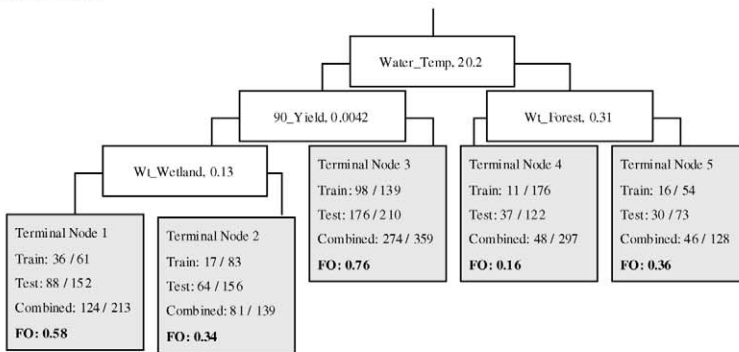 Water_Temp, 20.2
90_Yield, 0.0042
Wt_Forest, 0.31
Wt_Wetland, 0.13
Terminal Node 3
Train: 98 / 139
Test: 176 / 210
Combined: 274 / 359
FO: 0.76
Terminal Node 4
Train: 11 / 176
Test: 37 / 122
Combined: 48 / 297
FO: 0.16
Terminal Node 5
Train: 16 / 54
Test: 30 / 73
Combined: 46 / 128
FO: 0.36
Terminal Node 1
Train: 36 / 61
Test: 88 / 152
Combined: 124 / 213
FO: 0.58
Terminal Node 2
Train: 17 / 83
Test: 64 / 156
Combined: 81 / 139
FO: 0.34